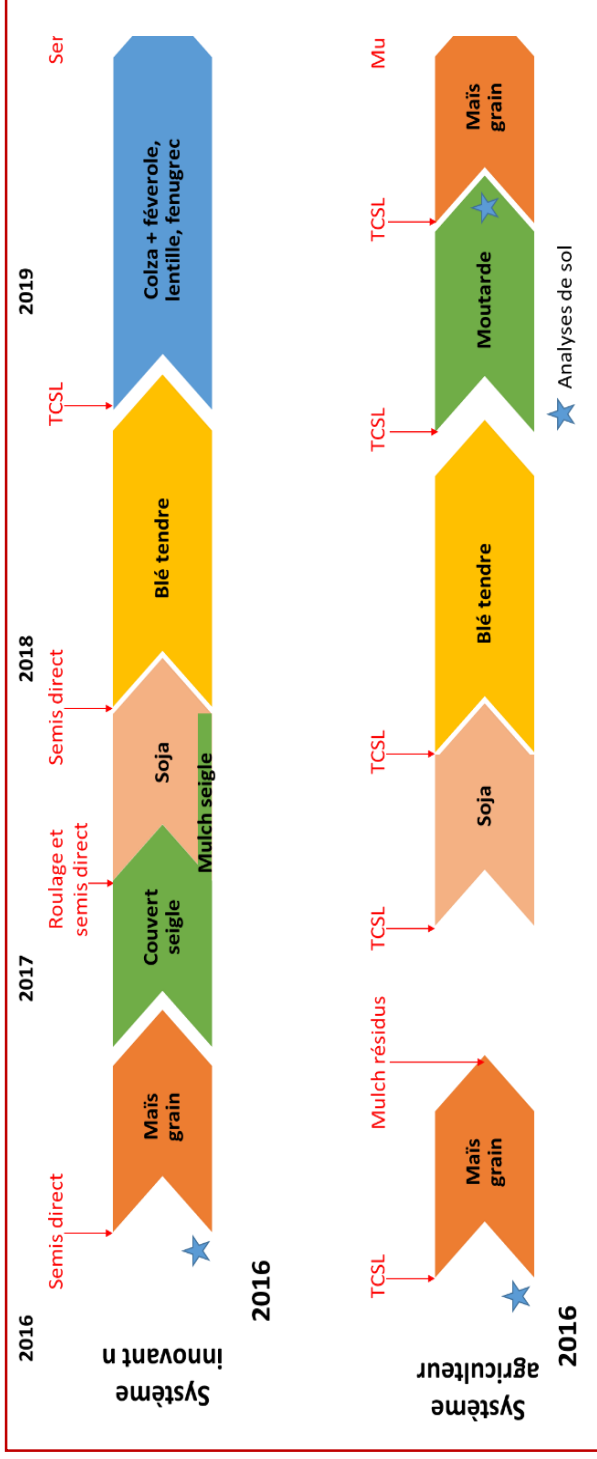 2016
2017
2018
2019
Système
innovant n
2016
Semis direct
Roulage et
semis direct
Semis direct
TCSL
Ser
Maïs
grain
Couvert
seigle
Soja
Mulch seigle
Blé tendre
Colza + féverole,
lentille, fenugrec
Système
agriculteur
2016
TCSL
Mulch résidus
TCSL
TCSL
TCSL
TCSL
Mu
Maïs
grain
Soja
Blé tendre
Moutarde
Maïs
grain
Analyses de sol